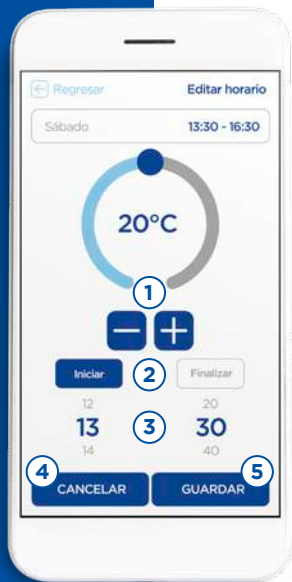 Regresar Editar horario
Sábado 13:30 - 16:30
20°C
1
− +
Iniciar 2 Finalizar
12 20
13 3 30
14 40
4 5
CANCELAR GUARDAR